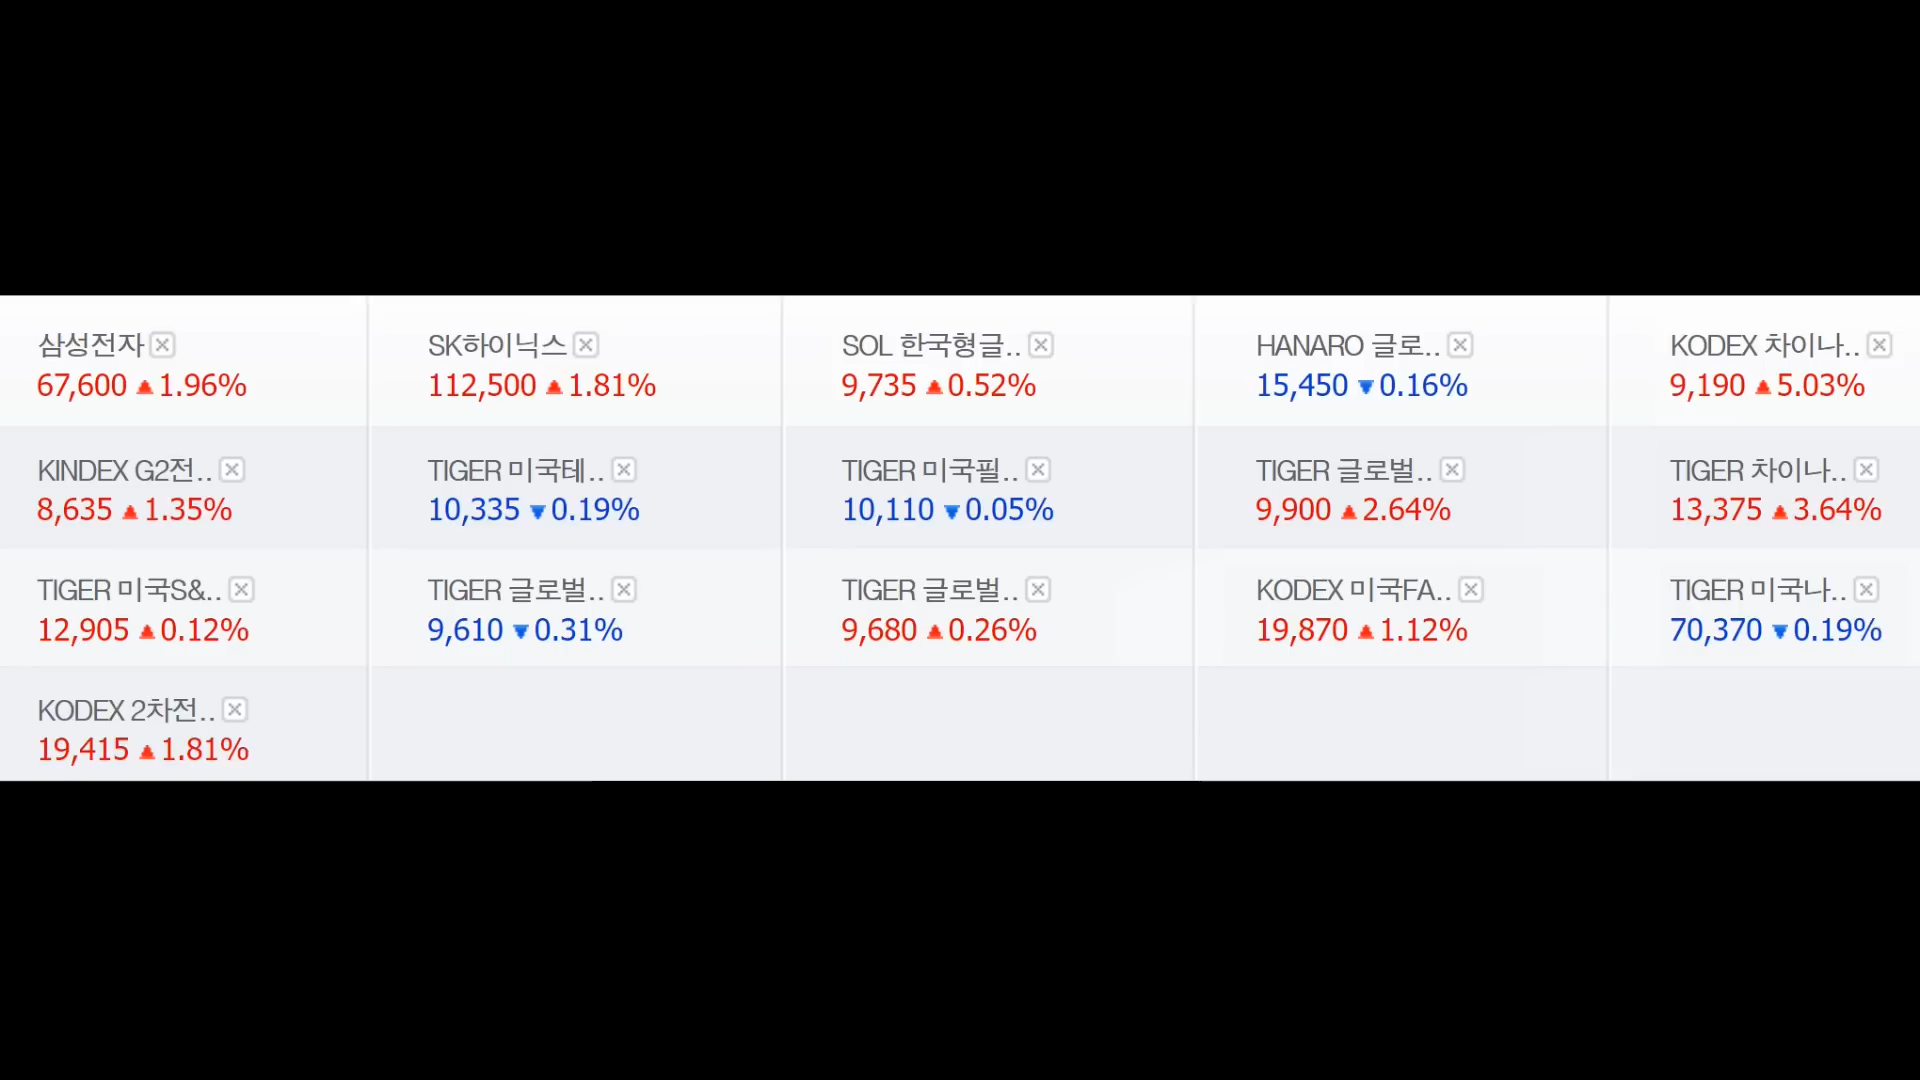 삼성전자
67,600 ▲ 1.96%
SK하이닉스
112,500 ▲ 1.81%
SOL 한국형글..
9,735 ▲ 0.52%
HANARO 글로..
15,450 ▼ 0.16%
KODEX 차이나..
9,190 ▲ 5.03%
KINDEX G2전..
8,635 ▲ 1.35%
TIGER 미국테..
10,335 ▼ 0.19%
TIGER 미국필..
10,110 ▼ 0.05%
TIGER 글로벌..
9,900 ▲ 2.64%
TIGER 차이나..
13,375 ▲ 3.64%
TIGER 미국S&..
12,905 ▲ 0.12%
TIGER 글로벌..
9,610 ▼ 0.31%
TIGER 글로벌..
9,680 ▲ 0.26%
KODEX 미국FA..
19,870 ▲ 1.12%
TIGER 미국나..
70,370 ▼ 0.19%
KODEX 2차전..
19,415 ▲ 1.81%